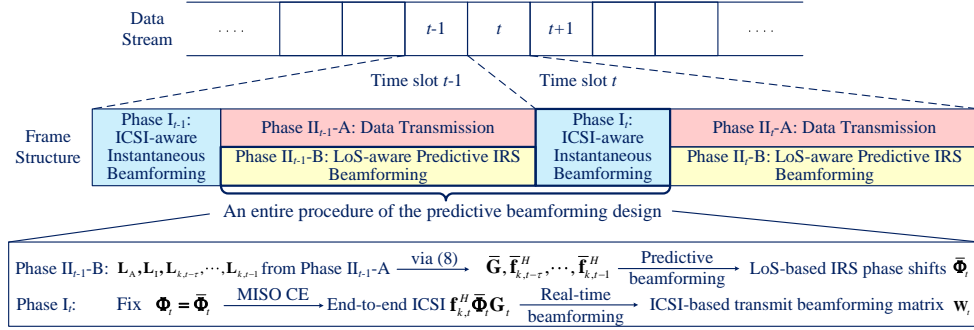 Data Stream
.... t-1 t t+1 ....
Time slot t-1 Time slot t
Frame Structure
Phase I_{t-1}: ICSI-aware Instantaneous Beamforming
Phase II_{t-1}-A: Data Transmission
Phase II_{t-1}-B: LoS-aware Predictive IRS Beamforming
Phase I_t: ICSI-aware Instantaneous Beamforming
Phase II_t-A: Data Transmission
Phase II_t-B: LoS-aware Predictive IRS Beamforming
An entire procedure of the predictive beamforming design
Phase II_{t-1}-B: L_A, L_I, L_{k,t-τ}, ⋯, L_{k,t-1} from Phase II_{t-1}-A via (8) Ḡ, f̄^H_{k,t-τ}, ⋯, f̄^H_{k,t-1} Predictive beamforming LoS-based IRS phase shifts Φ̄_t
Phase I_t: Fix Φ_t = Φ̄_t MISO CE End-to-end ICSI f^H_{k,t} Φ̄_t G_t Real-time beamforming ICSI-based transmit beamforming matrix w_t